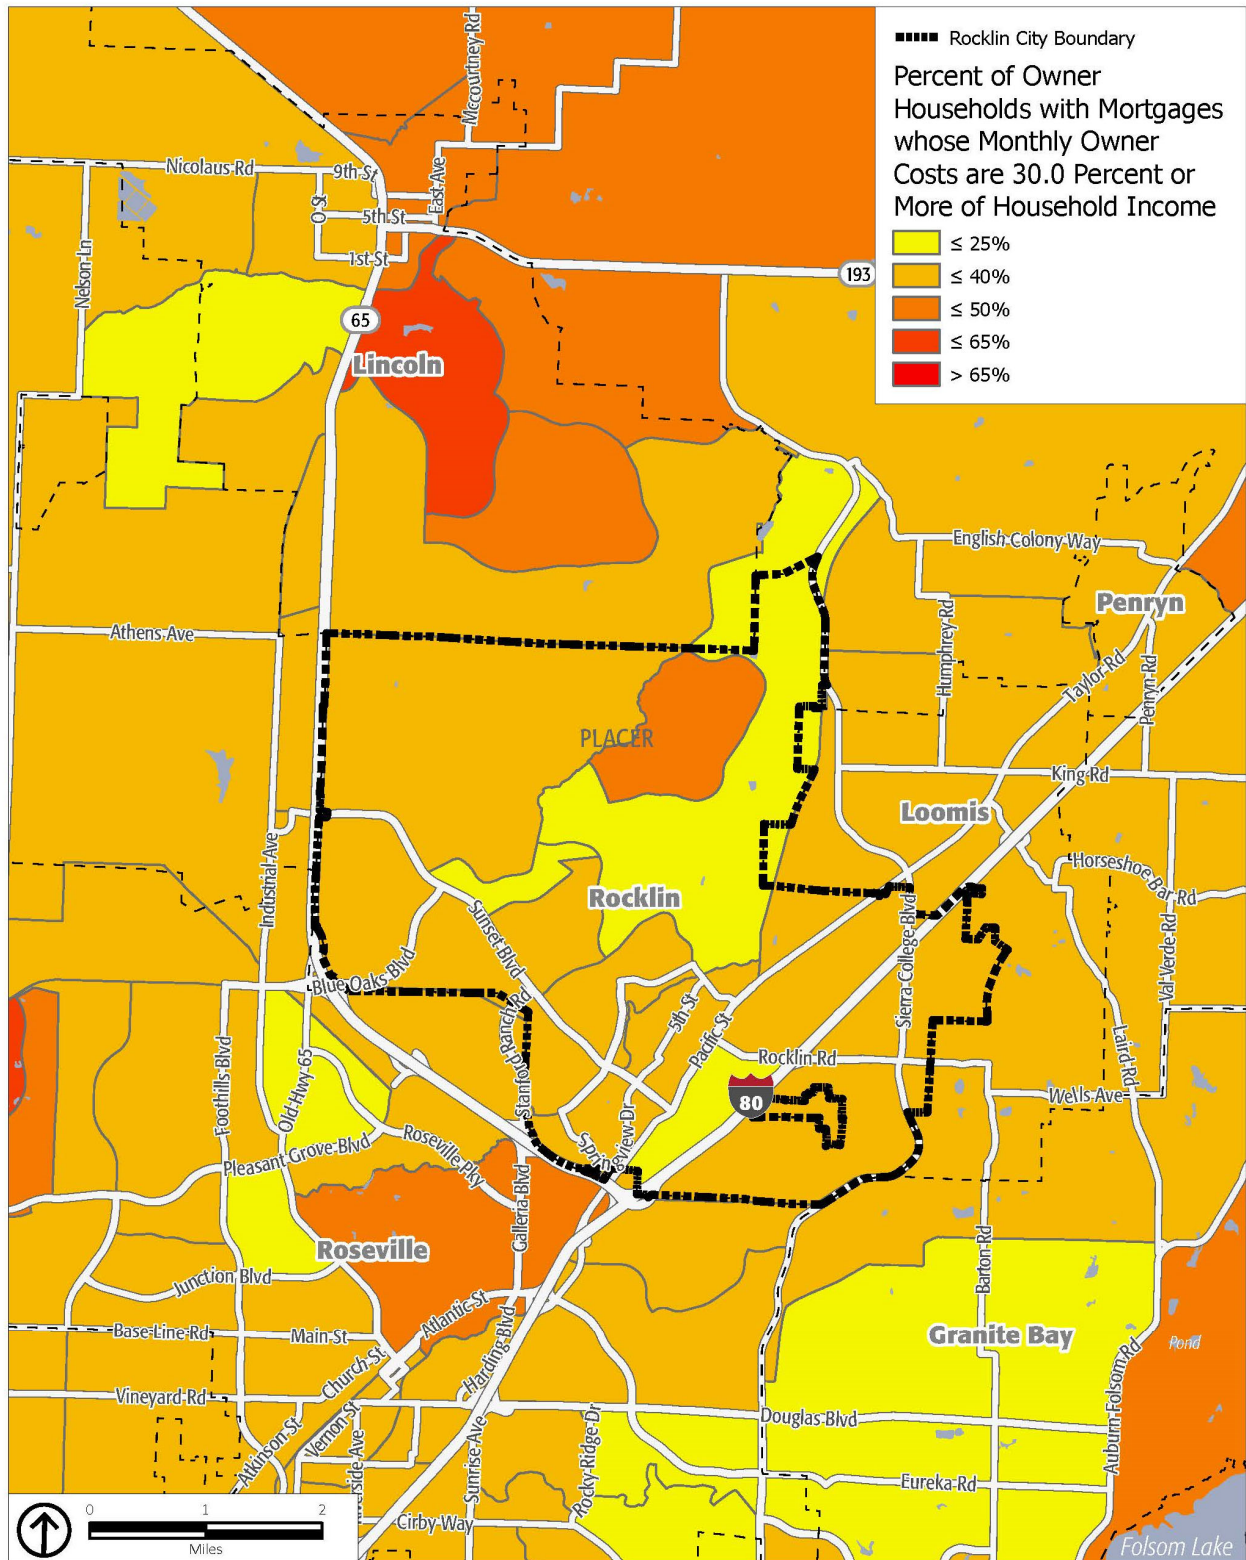 Rocklin City Boundary
Percent of Owner
Households with Mortgages
whose Monthly Owner
Costs are 30.0 Percent or
More of Household Income
≤ 25%
≤ 40%
≤ 50%
≤ 65%
> 65%
Mccourtney Rd
Nicolaus Rd
9th St
East Ave
O St
5th St
1st St
Nelson Ln
193
65
Lincoln
English Colony Way
Penryn
Athens Ave
Humphrey Rd
Taylor Rd
Penryn Rd
PLACER
King Rd
Loomis
Industrial Ave
Horseshoe Bar Rd
Rocklin
Sunset Blvd
Sierra College Blvd
Val Verde Rd
Blue Oaks Blvd
Stanford Ranch Rd
5th St
Pacific St
Laird Rd
Rocklin Rd
Foothills Blvd
Old Hwy 65
80
Wells Ave
Springview Dr
Pleasant Grove Blvd
Roseville Pky
Galleria Blvd
Roseville
Barton Rd
Junction Blvd
Atlantic St
Base Line Rd
Main St
Granite Bay
Pond
Church St
Harding Blvd
Auburn Folsom Rd
Vineyard Rd
Vernon St
Douglas Blvd
Atkinson St
Sunrise Ave
Rocky Ridge Dr
Eureka Rd
Cirby Way
0 1 2
Miles
Folsom Lake